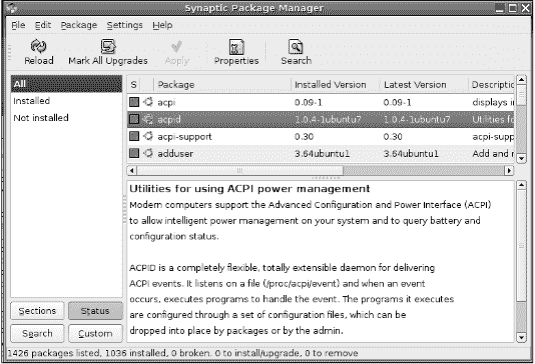 Synaptic Package Manager
File Edit Package Settings Help
Reload Mark All Upgrades Apply Properties Search
All
Installed
Not installed
S Package Installed Version Latest Version Descriptic
acpi 0.09-1 0.09-1 displays i
acpid 1.0.4-1ubuntu7 1.0.4-1ubuntu7 Utilities fo
acpi-support 0.30 0.30 acpi-supp
adduser 3.64ubuntu1 3.64ubuntu1 Add and r
Utilities for using ACPI power management
Modern computers support the Advanced Configuration and Power Interface (ACPI)
to allow intelligent power management on your system and to query battery and
configuration status.
ACPID is a completely flexible, totally extensible daemon for delivering
ACPI events. It listens on a file (/proc/acpi/event) and when an event
occurs, executes programs to handle the event. The programs it executes
are configured through a set of configuration files, which can be
dropped into place by packages or by the admin.
Sections Status
Search Custom
1426 packages listed, 1036 installed, 0 broken. 0 to install/upgrade, 0 to remove